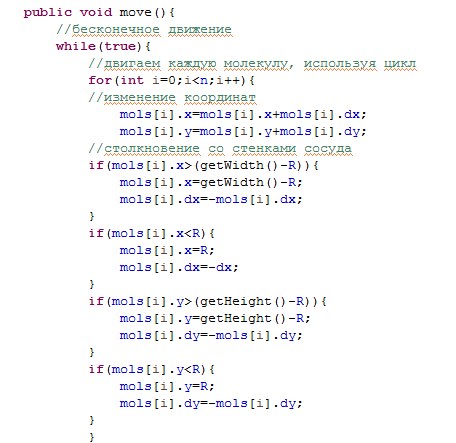 public void move(){
//бесконечное движение
while(true){
//двигаем каждую молекулу, используя цикл
for(int i=0;i<n;i++){
//изменение координат
mols[i].x=mols[i].x+mols[i].dx;
mols[i].y=mols[i].y+mols[i].dy;
//столкновение со стенками сосуда
if(mols[i].x>(getWidth()-R)){
mols[i].x=getWidth()-R;
mols[i].dx=-mols[i].dx;
}
if(mols[i].x<R){
mols[i].x=R;
mols[i].dx=-dx;
}
if(mols[i].y>(getHeight()-R)){
mols[i].y=getHeight()-R;
mols[i].dy=-mols[i].dy;
}
if(mols[i].y<R){
mols[i].y=R;
mols[i].dy=-mols[i].dy;
}
}